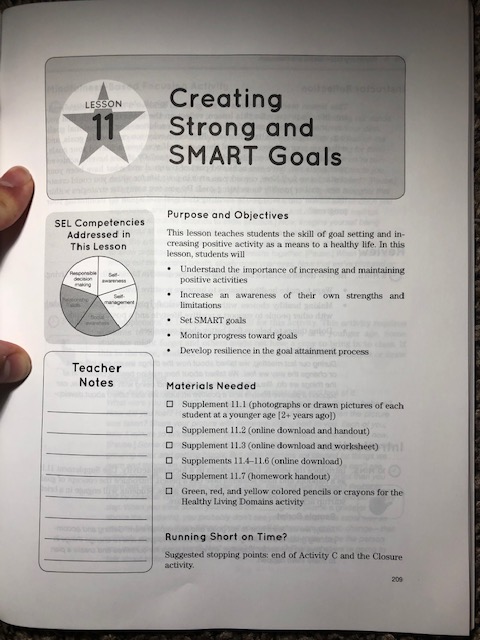 LESSON
11
Creating
Strong and
SMART Goals
SEL Competencies
Addressed in
This Lesson
Responsible
decision
making
Self-
awareness
Self-
management
Social
awareness
Relationship
skills
Teacher
Notes
Purpose and Objectives
This lesson teaches students the skill of goal setting and in-
creasing positive activity as a means to a healthy life. In this
lesson, students will
• Understand the importance of increasing and maintaining
positive activities
• Increase an awareness of their own strengths and
limitations
• Set SMART goals
• Monitor progress toward goals
• Develop resilience in the goal attainment process
Materials Needed
☐ Supplement 11.1 (photographs or drawn pictures of each
student at a younger age [2+ years ago])
☐ Supplement 11.2 (online download and handout)
☐ Supplement 11.3 (online download and worksheet)
☐ Supplements 11.4–11.6 (online download)
☐ Supplement 11.7 (homework handout)
☐ Green, red, and yellow colored pencils or crayons for the
Healthy Living Domains activity
Running Short on Time?
Suggested stopping points: end of Activity C and the Closure
activity.
209